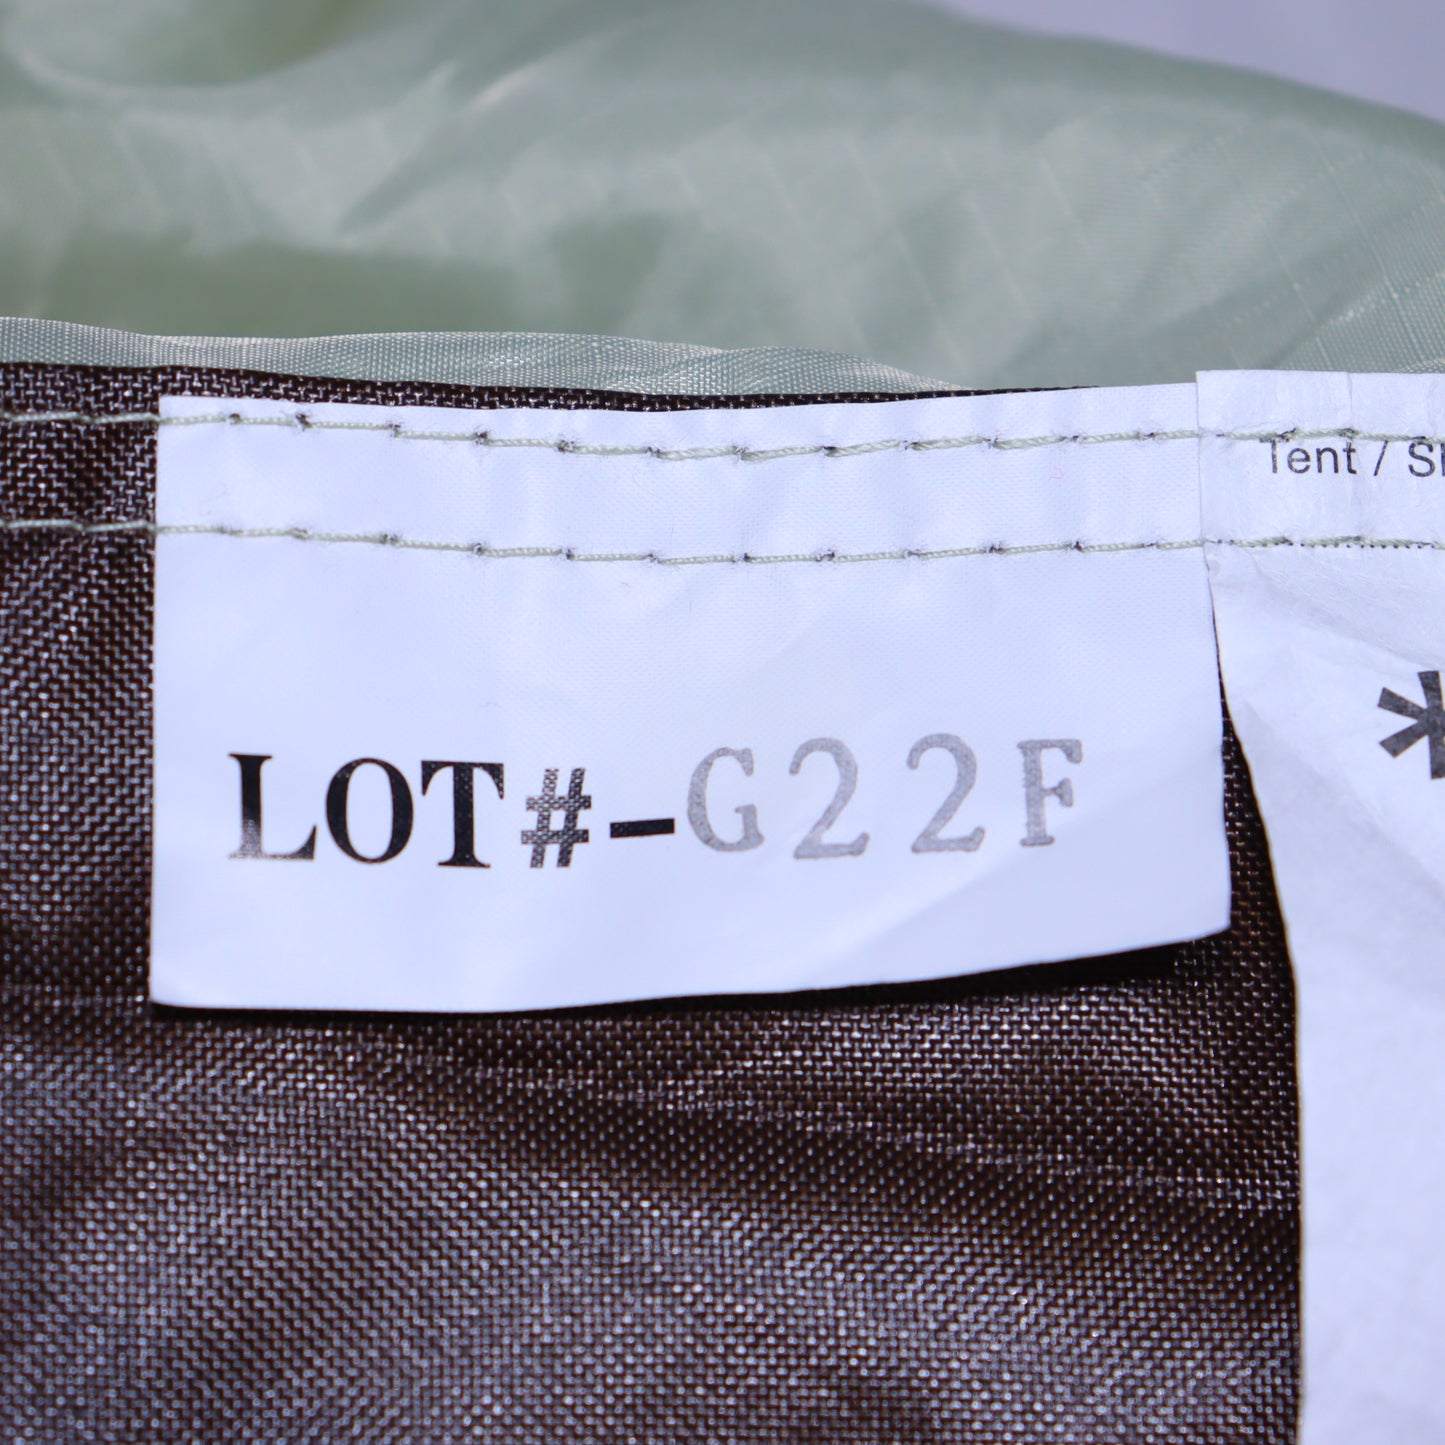 Tent /
LOT#-G22F
*